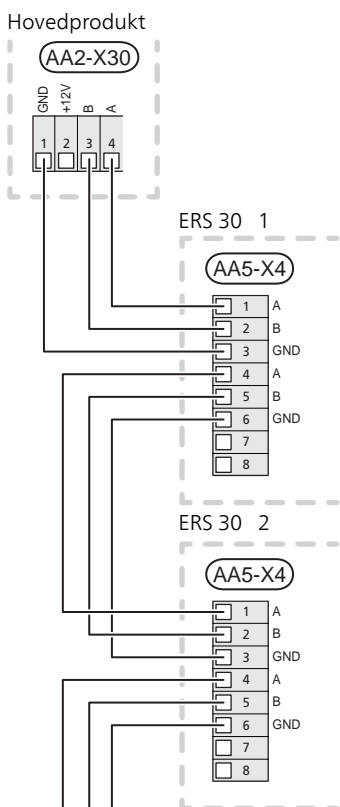 Hovedprodukt
AA2-X30
GND +12V B A
1 2 3 4
ERS 30 1
AA5-X4
1 A
2 B
3 GND
4 A
5 B
6 GND
7
8
ERS 30 2
AA5-X4
1 A
2 B
3 GND
4 A
5 B
6 GND
7
8